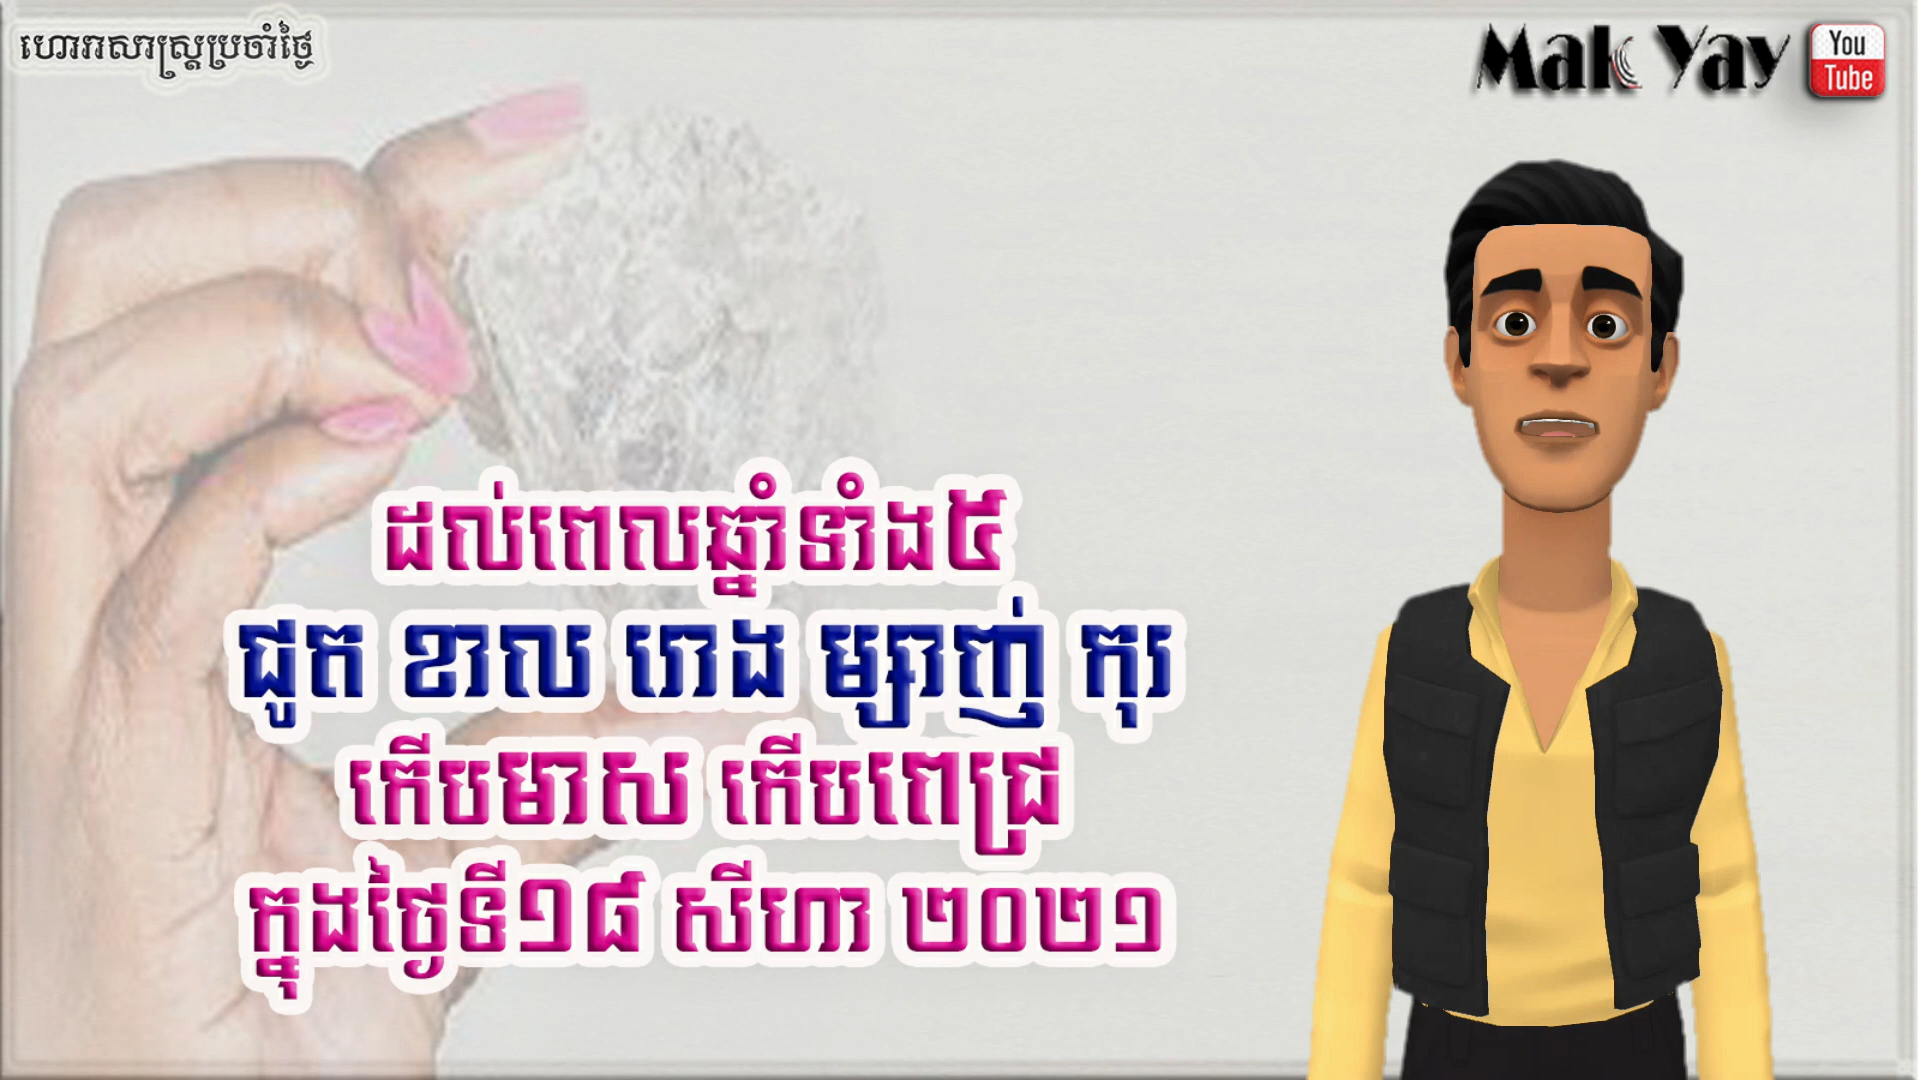 ហោរាសាស្ត្រប្រចាំថ្ងៃ
Mak Yay
You
Tube
ដល់ពេលឆ្នាំទាំង៥
ជូត ខាល រោង ម្សាញ់ កុរ
កើបមាស កើបពេជ្រ
ក្នុងថ្ងៃទី១៨ សីហា ២០២១